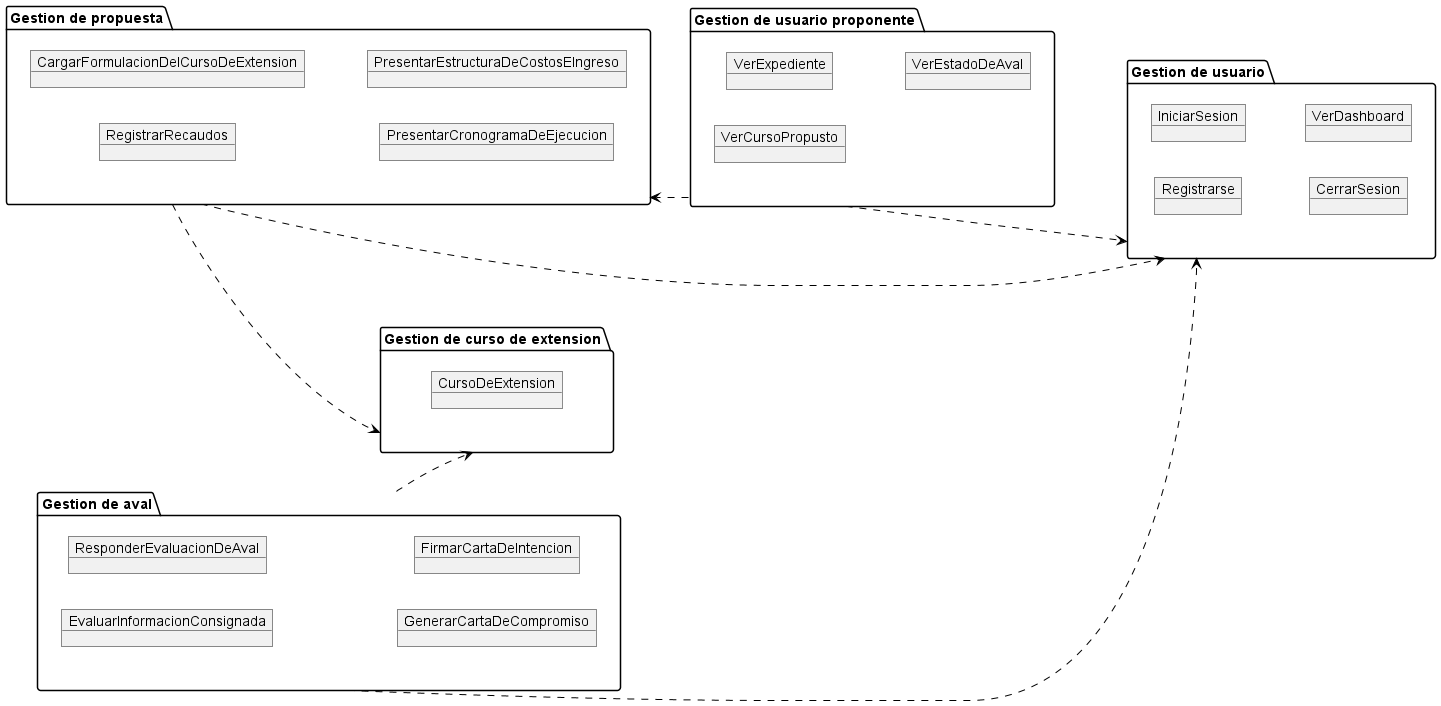 Gestion de propuesta
CargarFormulacionDelCursoDeExtension
PresentarEstructuraDeCostosEIngreso
RegistrarRecaudos
PresentarCronogramaDeEjecucion
Gestion de usuario proponente
VerExpediente
VerEstadoDeAval
VerCursoPropusto
Gestion de usuario
IniciarSesion
VerDashboard
Registrarse
CerrarSesion
Gestion de curso de extension
CursoDeExtension
Gestion de aval
ResponderEvaluacionDeAval
FirmarCartaDeIntencion
EvaluarInformacionConsignada
GenerarCartaDeCompromiso